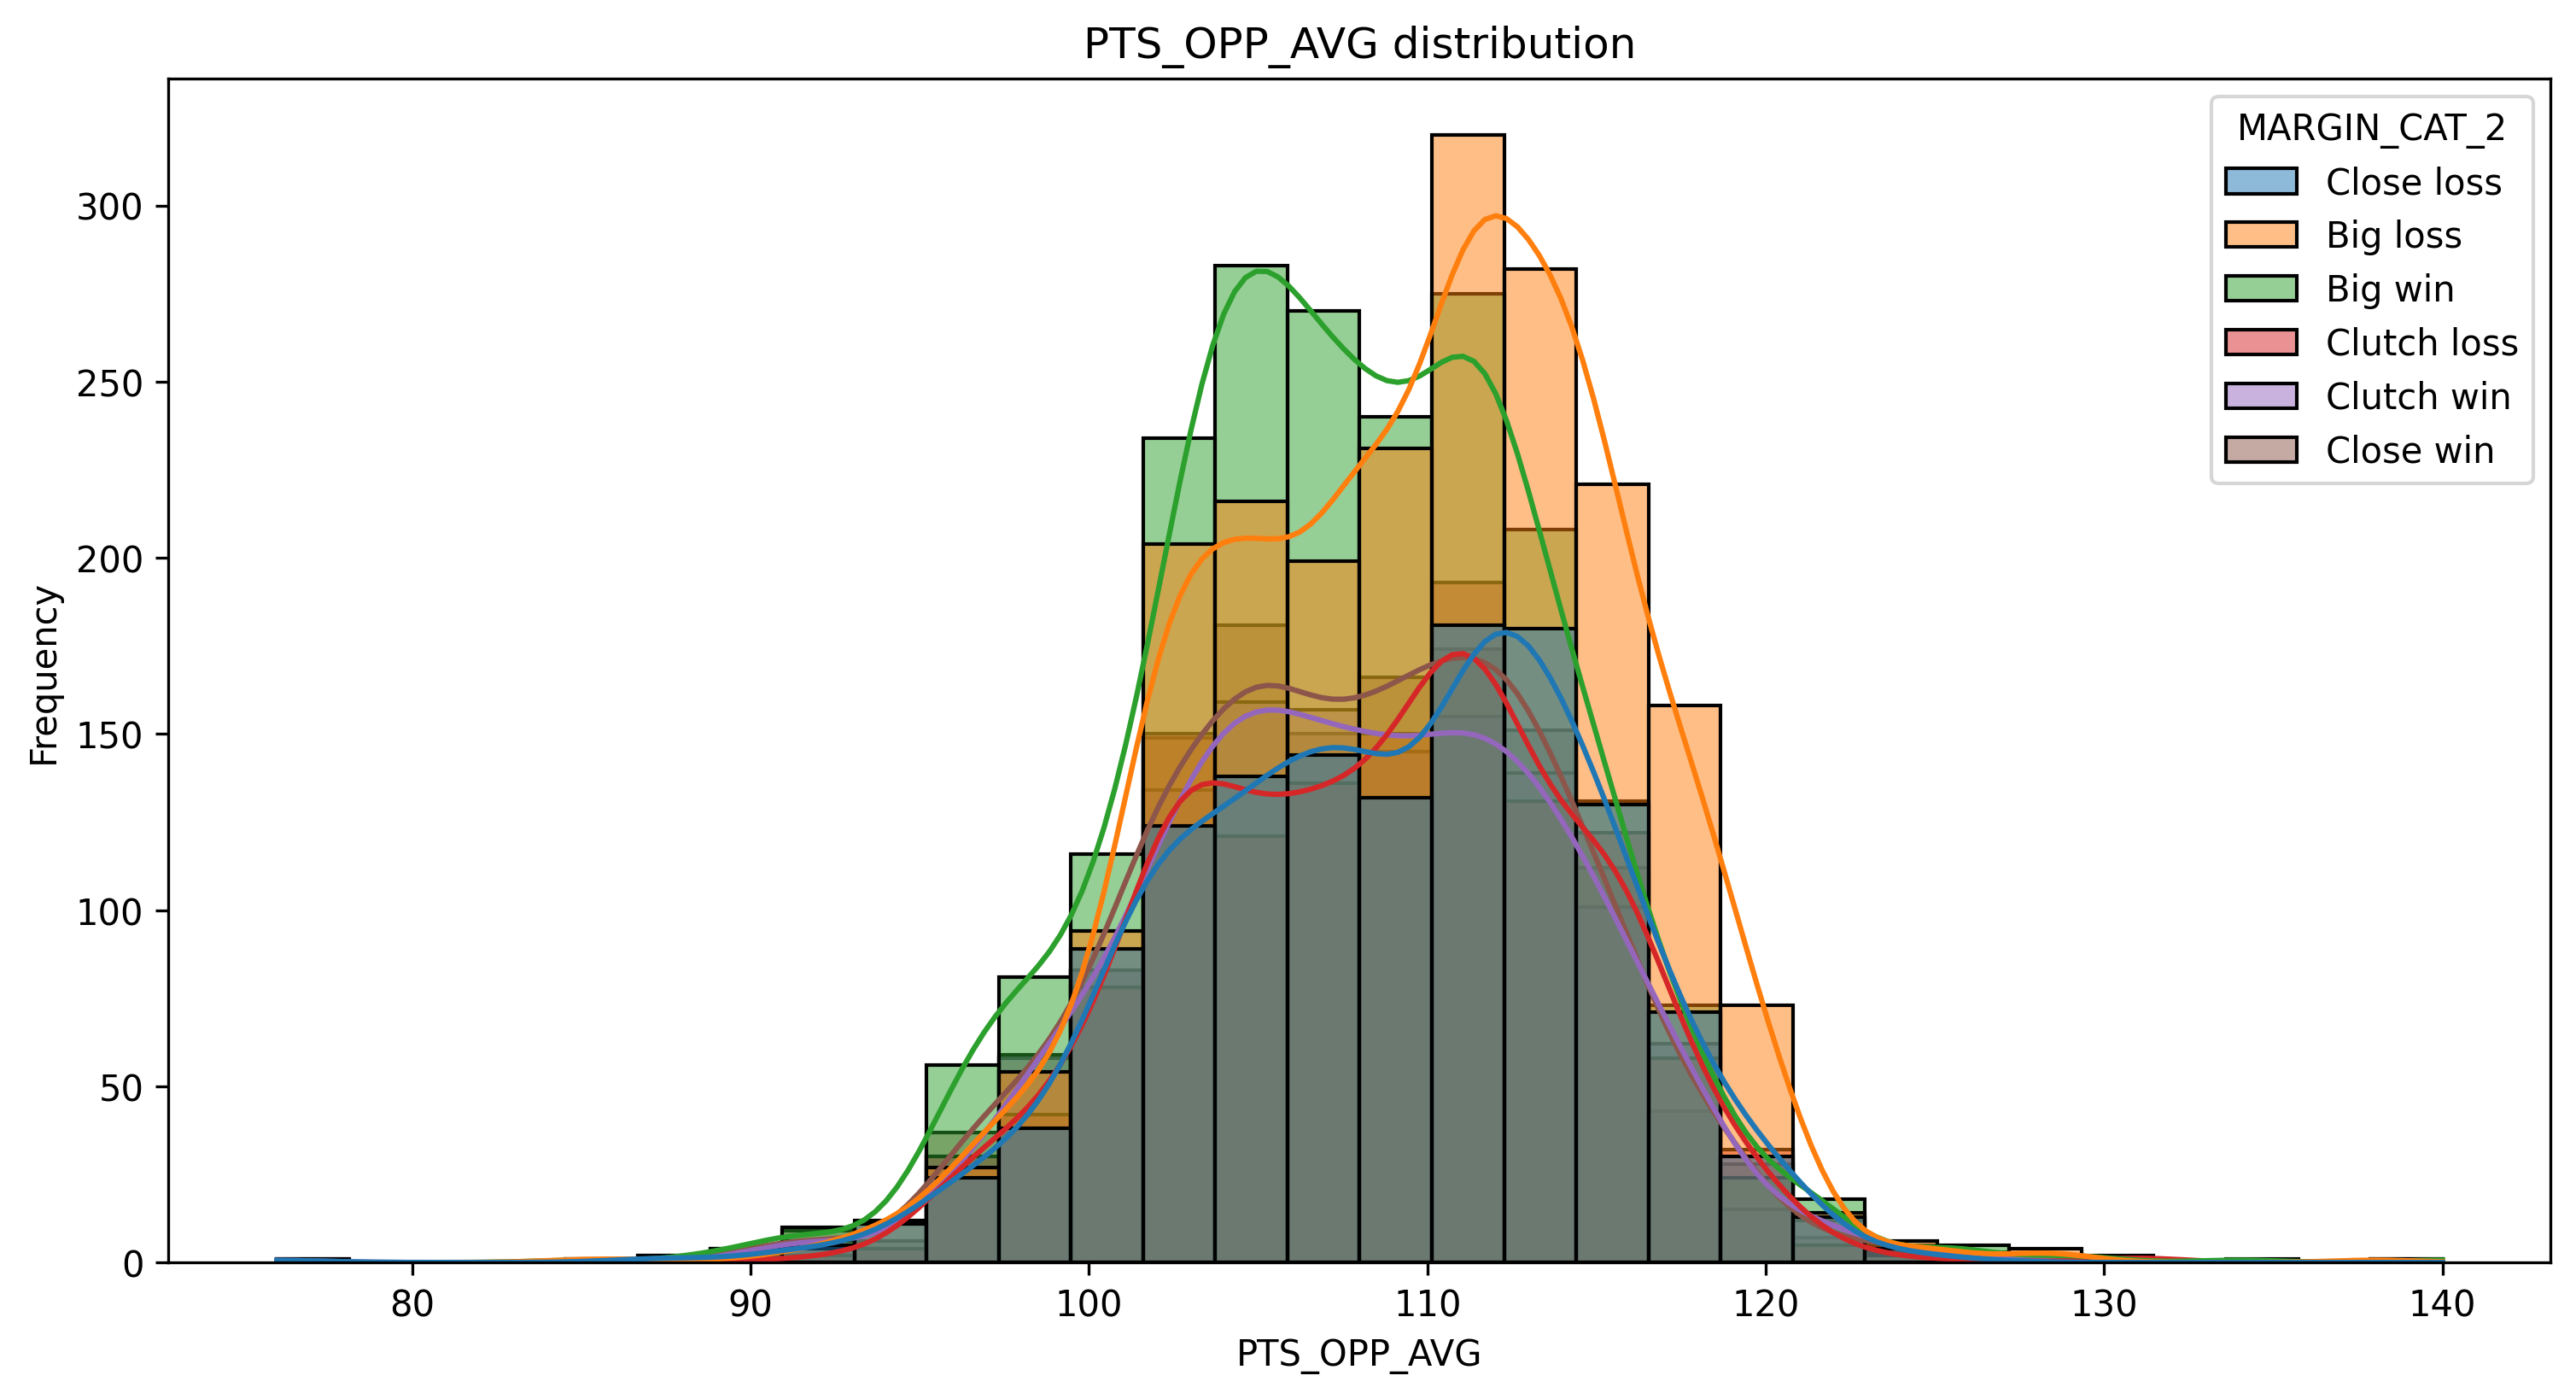 PTS_OPP_AVG distribution
MARGIN_CAT_2
Close loss
Big loss
Big win
Clutch loss
Clutch win
Close win
Frequency
300
250
200
150
100
50
0
80
90
100
110
120
130
140
PTS_OPP_AVG